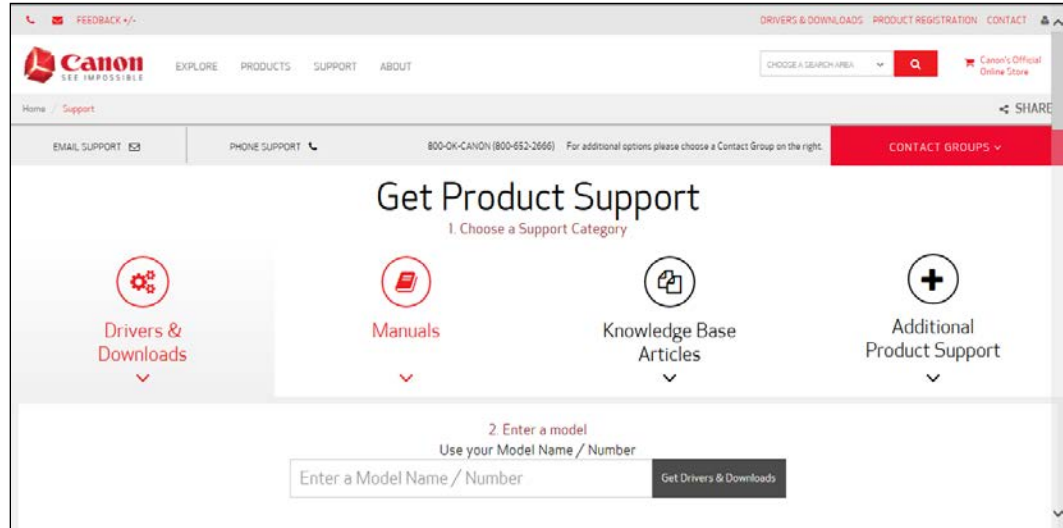 FEEDBACK +/-
DRIVERS & DOWNLOADS PRODUCT REGISTRATION CONTACT
Canon
SEE IMPOSSIBLE
EXPLORE PRODUCTS SUPPORT ABOUT
CHOOSE A SEARCH AREA
Canon's Official
Online Store
Home / Support
SHARE
EMAIL SUPPORT
PHONE SUPPORT
800-OK-CANON (800-652-2666) For additional options please choose a Contact Group on the right.
CONTACT GROUPS
Get Product Support
1. Choose a Support Category
Drivers &
Downloads
Manuals
Knowledge Base
Articles
Additional
Product Support
2. Enter a model
Use your Model Name / Number
Enter a Model Name / Number
Get Drivers & Downloads